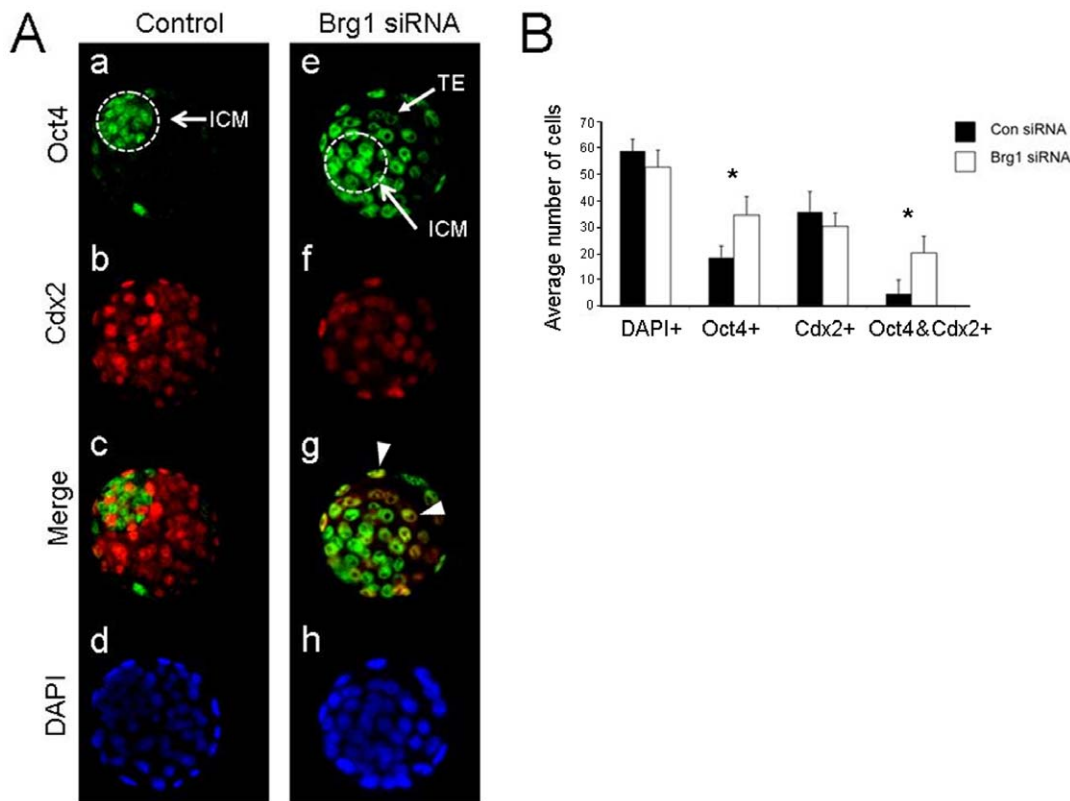 A
Control
Brg1 siRNA
a
Oct4
ICM
e
TE
ICM
b
Cdx2
f
c
Merge
g
d
DAPI
h
B
Average number of cells
70
60
50
40
30
20
10
0
*
*
DAPI+ Oct4+ Cdx2+ Oct4&Cdx2+
Con siRNA
Brg1 siRNA